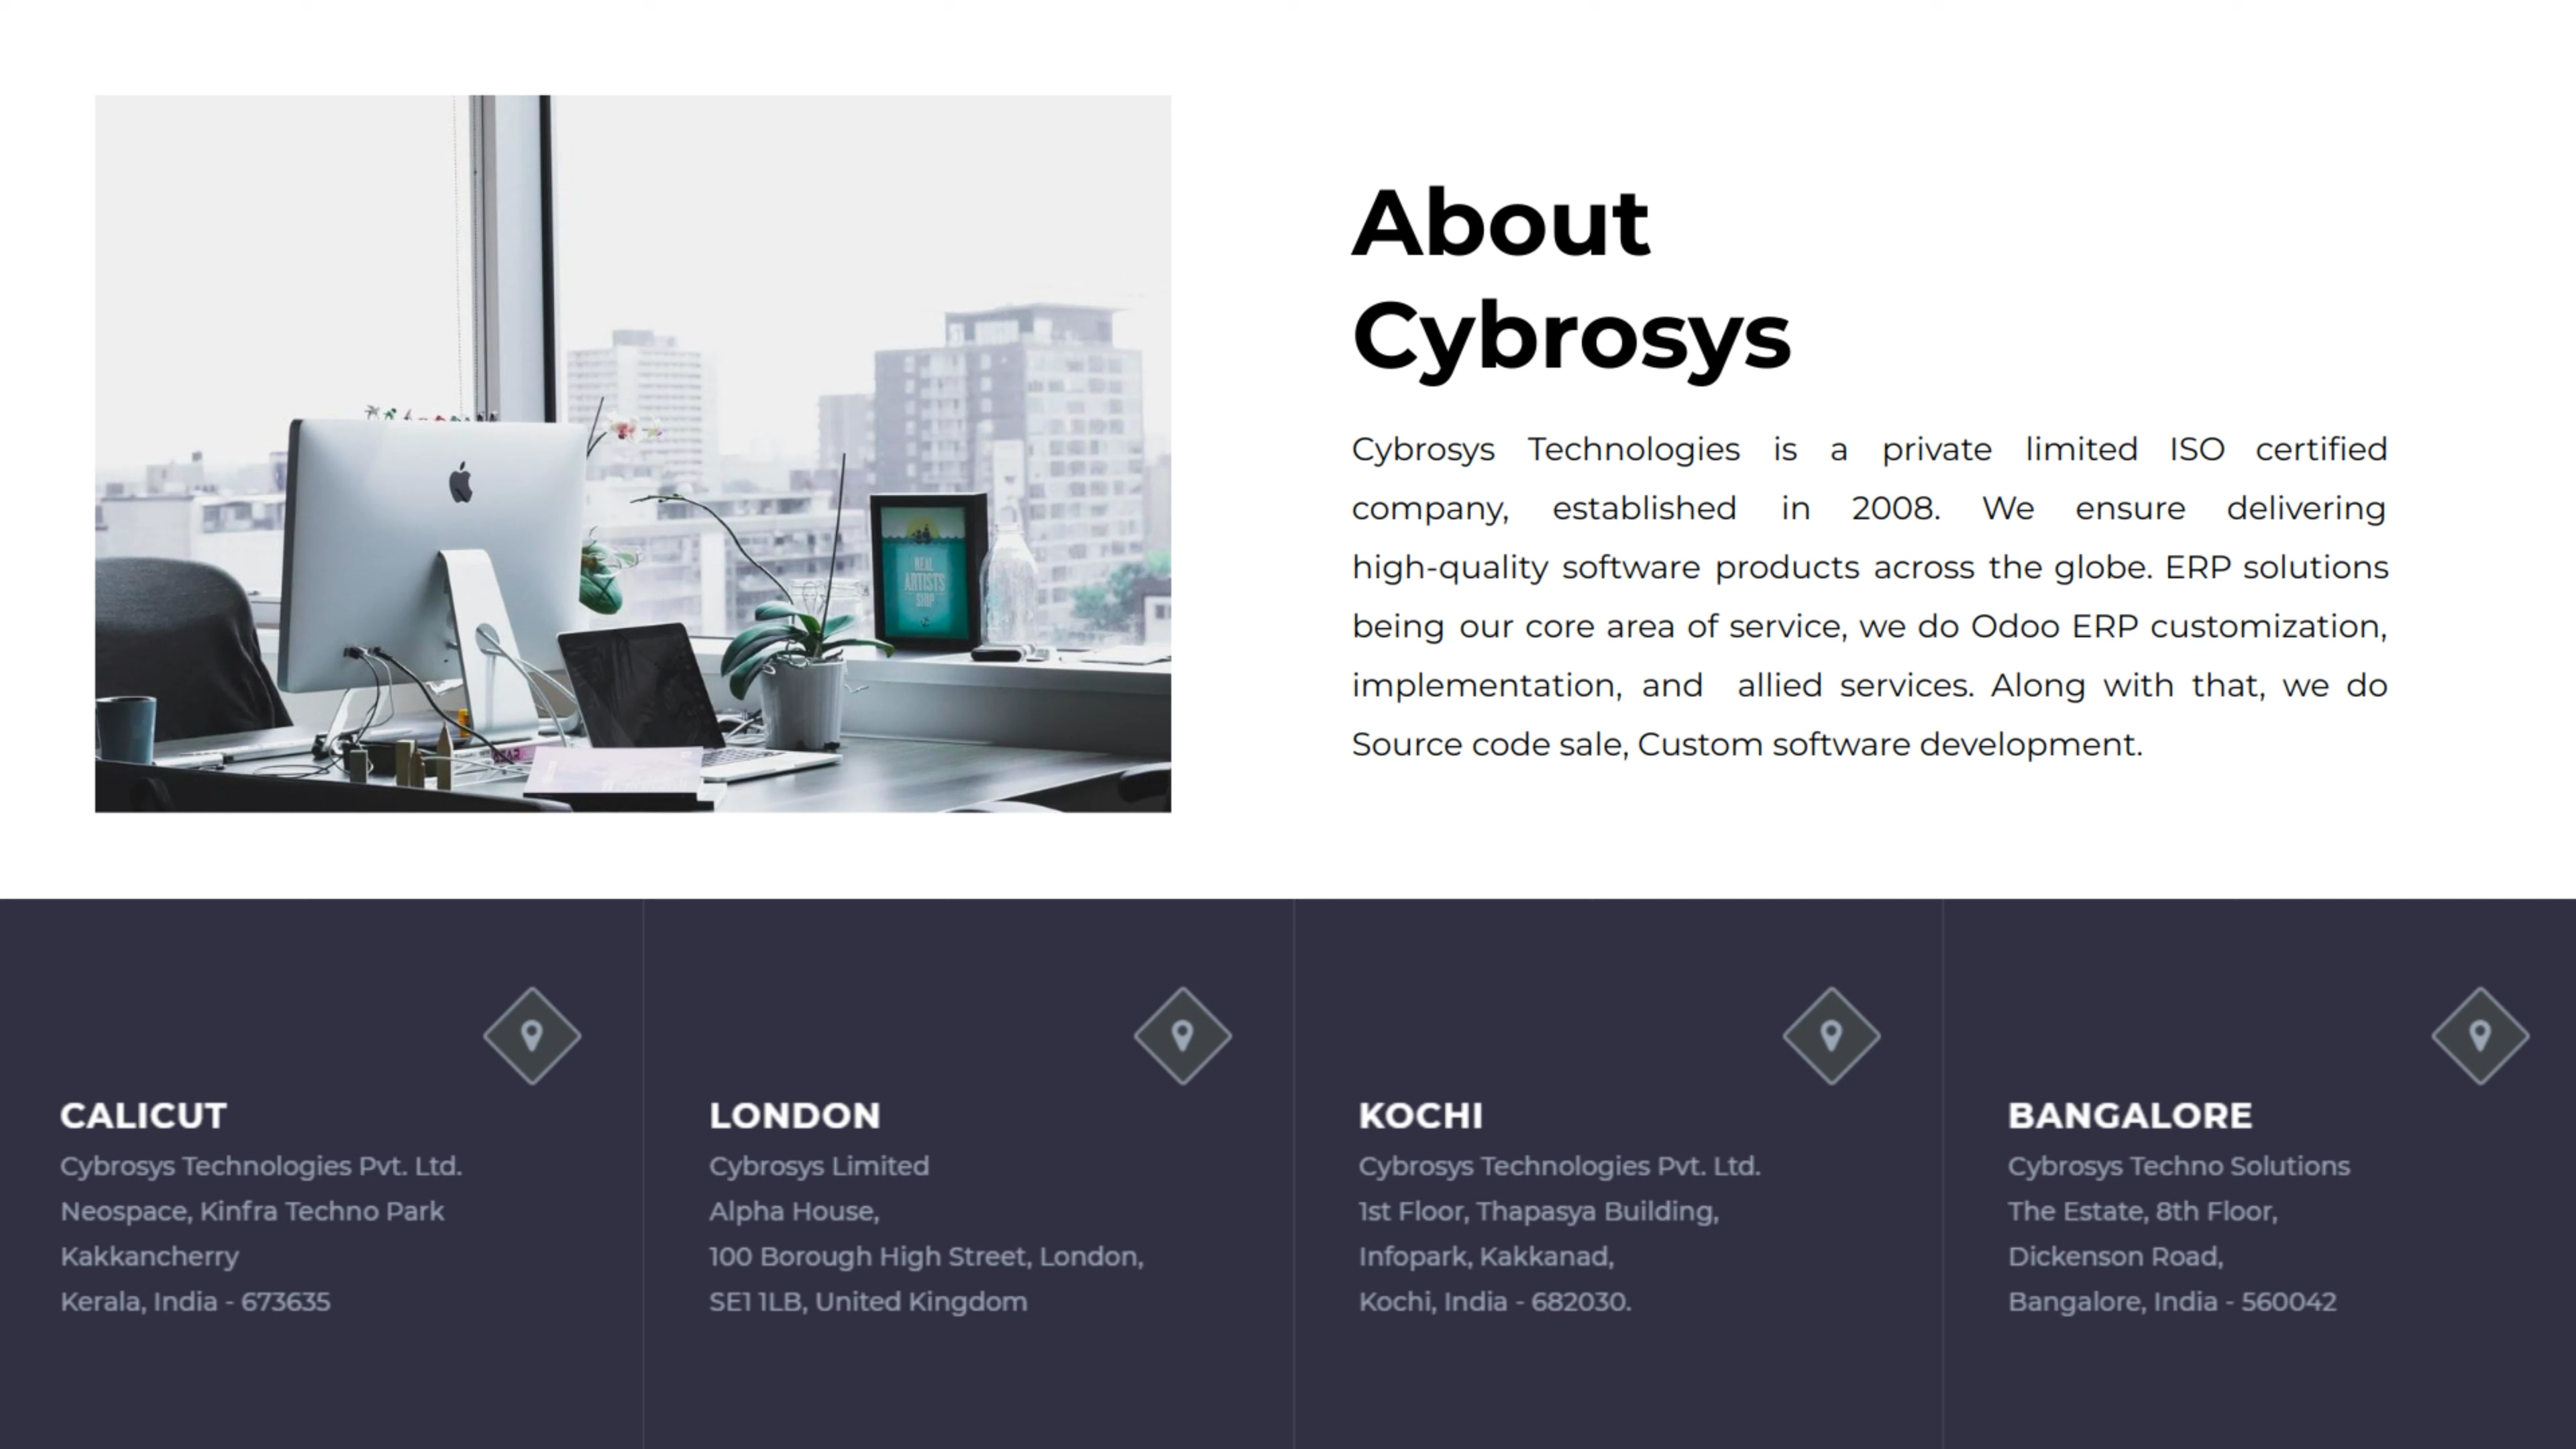 REAL
ARTISTS
SHIP
About
Cybrosys
Cybrosys Technologies is a private limited ISO certified
company, established in 2008. We ensure delivering
high-quality software products across the globe. ERP solutions
being our core area of service, we do Odoo ERP customization,
implementation, and allied services. Along with that, we do
Source code sale, Custom software development.
CALICUT
Cybrosys Technologies Pvt. Ltd.
Neospace, Kinfra Techno Park
Kakkancherry
Kerala, India - 673635
LONDON
Cybrosys Limited
Alpha House,
100 Borough High Street, London,
SE1 1LB, United Kingdom
KOCHI
Cybrosys Technologies Pvt. Ltd.
1st Floor, Thapasya Building,
Infopark, Kakkanad,
Kochi, India - 682030.
BANGALORE
Cybrosys Techno Solutions
The Estate, 8th Floor,
Dickenson Road,
Bangalore, India - 560042